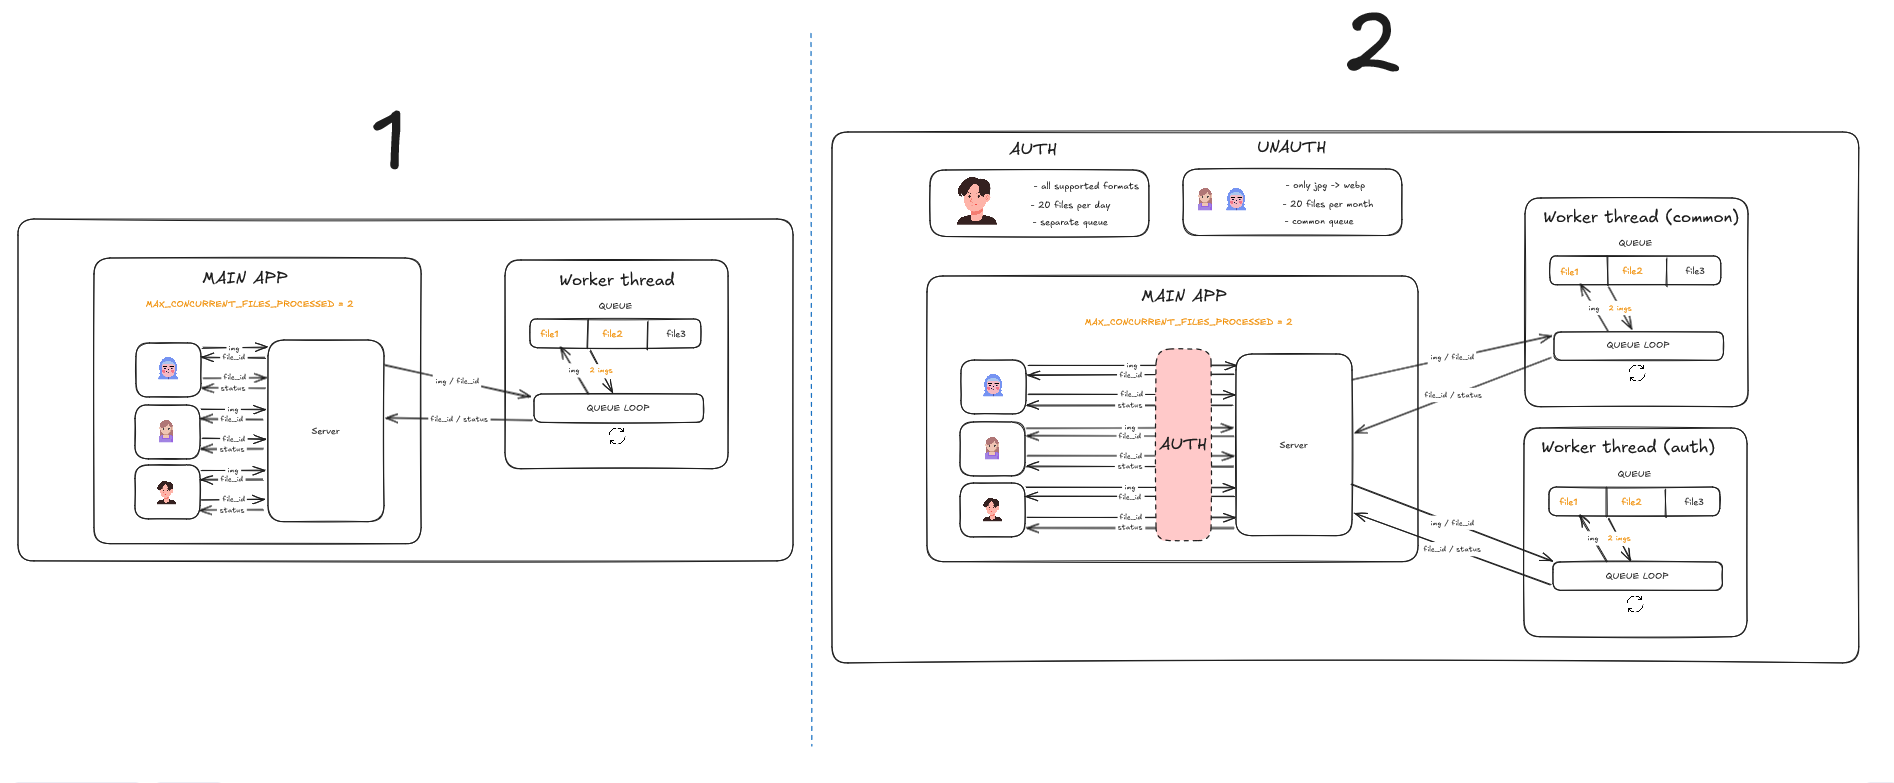 1
MAIN APP
MAX_CONCURRENT_FILES_PROCESSED = 2
img
file_id
file_id
status
img
file_id
file_id
status
img
file_id
file_id
status
Server
img / file_id
file_id / status
Worker thread
QUEUE
file1 file2 file3
img 2 imgs
QUEUE LOOP
2
AUTH
- all supported formats
- 20 files per day
- separate queue
UNAUTH
- only jpg -> webp
- 20 files per month
- common queue
MAIN APP
MAX_CONCURRENT_FILES_PROCESSED = 2
img
file_id
file_id
status
img
file_id
file_id
status
img
file_id
file_id
status
AUTH
Server
img / file_id
file_id / status
img / file_id
file_id / status
Worker thread (common)
QUEUE
file1 file2 file3
img 2 imgs
QUEUE LOOP
Worker thread (auth)
QUEUE
file1 file2 file3
img 2 imgs
QUEUE LOOP